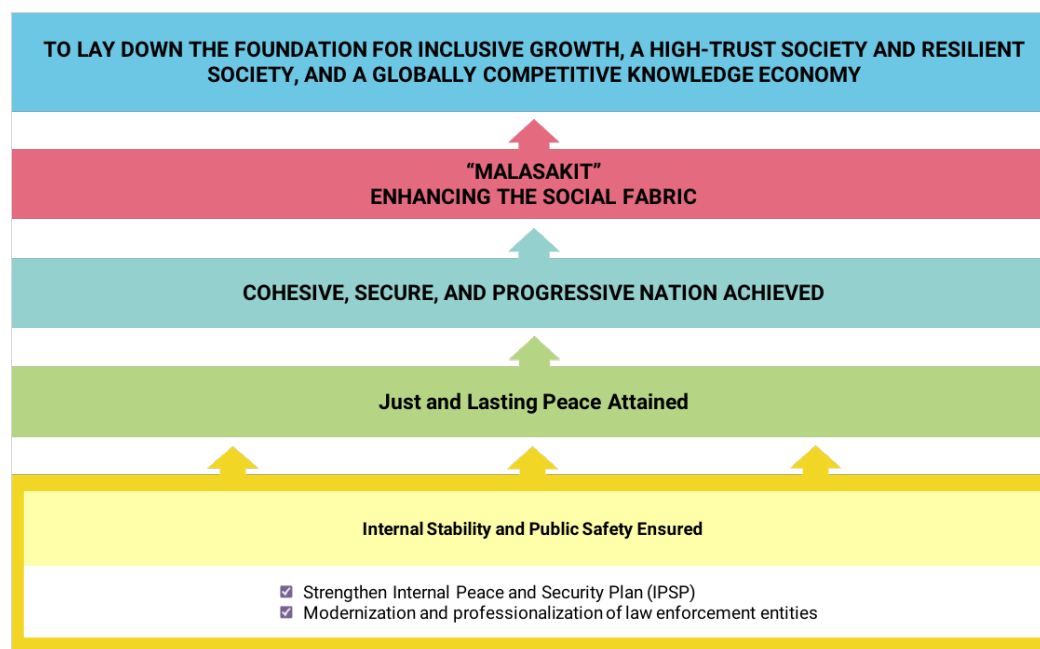 TO LAY DOWN THE FOUNDATION FOR INCLUSIVE GROWTH, A HIGH-TRUST SOCIETY AND RESILIENT
SOCIETY, AND A GLOBALLY COMPETITIVE KNOWLEDGE ECONOMY
“MALASAKIT”
ENHANCING THE SOCIAL FABRIC
COHESIVE, SECURE, AND PROGRESSIVE NATION ACHIEVED
Just and Lasting Peace Attained
Internal Stability and Public Safety Ensured
Strengthen Internal Peace and Security Plan (IPSP)
Modernization and professionalization of law enforcement entities